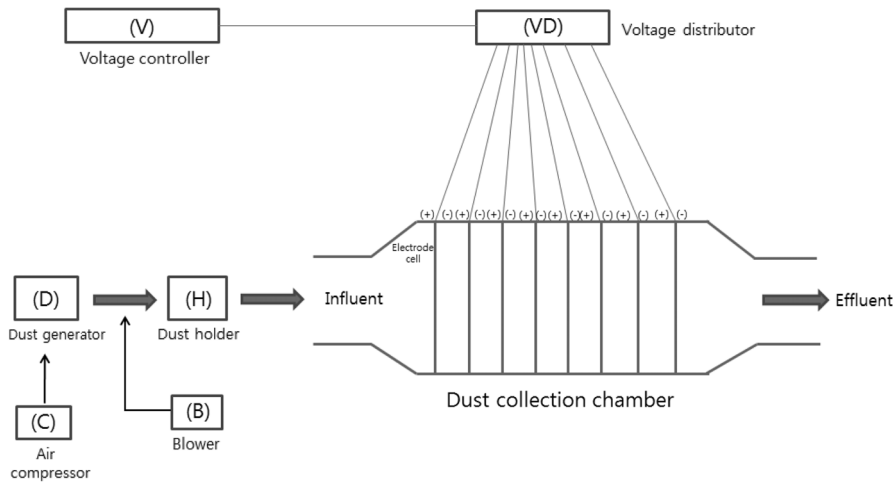 (V)
Voltage controller
(VD)
Voltage distributor
(+) (-) (+) (-) (+) (-) (+) (-) (+) (-) (+) (-) (+) (-) (+) (-)
Electrode
cell
(D)
Dust generator
(H)
Dust holder
Influent
Effluent
Dust collection chamber
(C)
Air
compressor
(B)
Blower